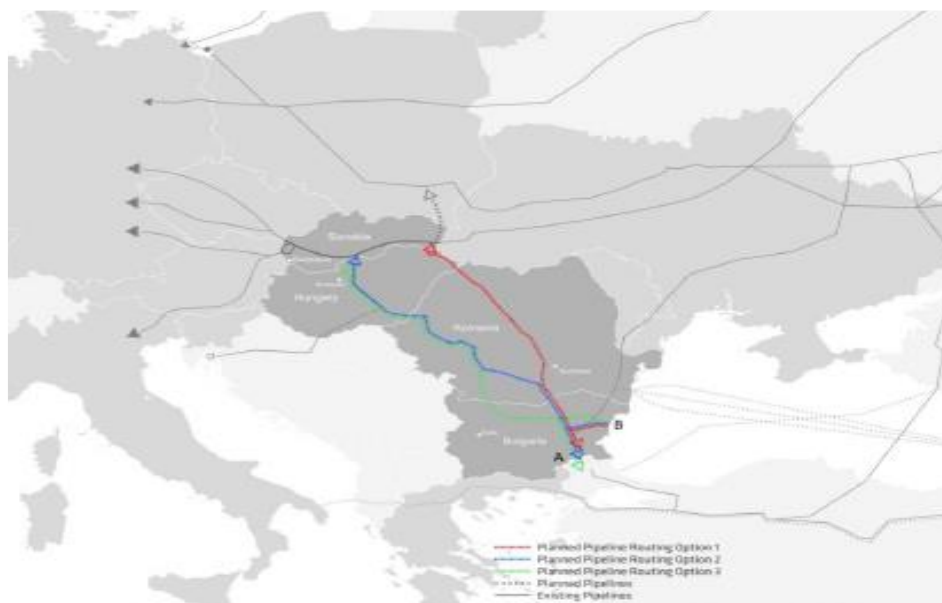 Slovakia
Hungary
Romania
Bulgaria
B
A
Planned Pipeline Routing Option 1
Planned Pipeline Routing Option 2
Planned Pipeline Routing Option 3
Planned Pipelines
Existing Pipelines